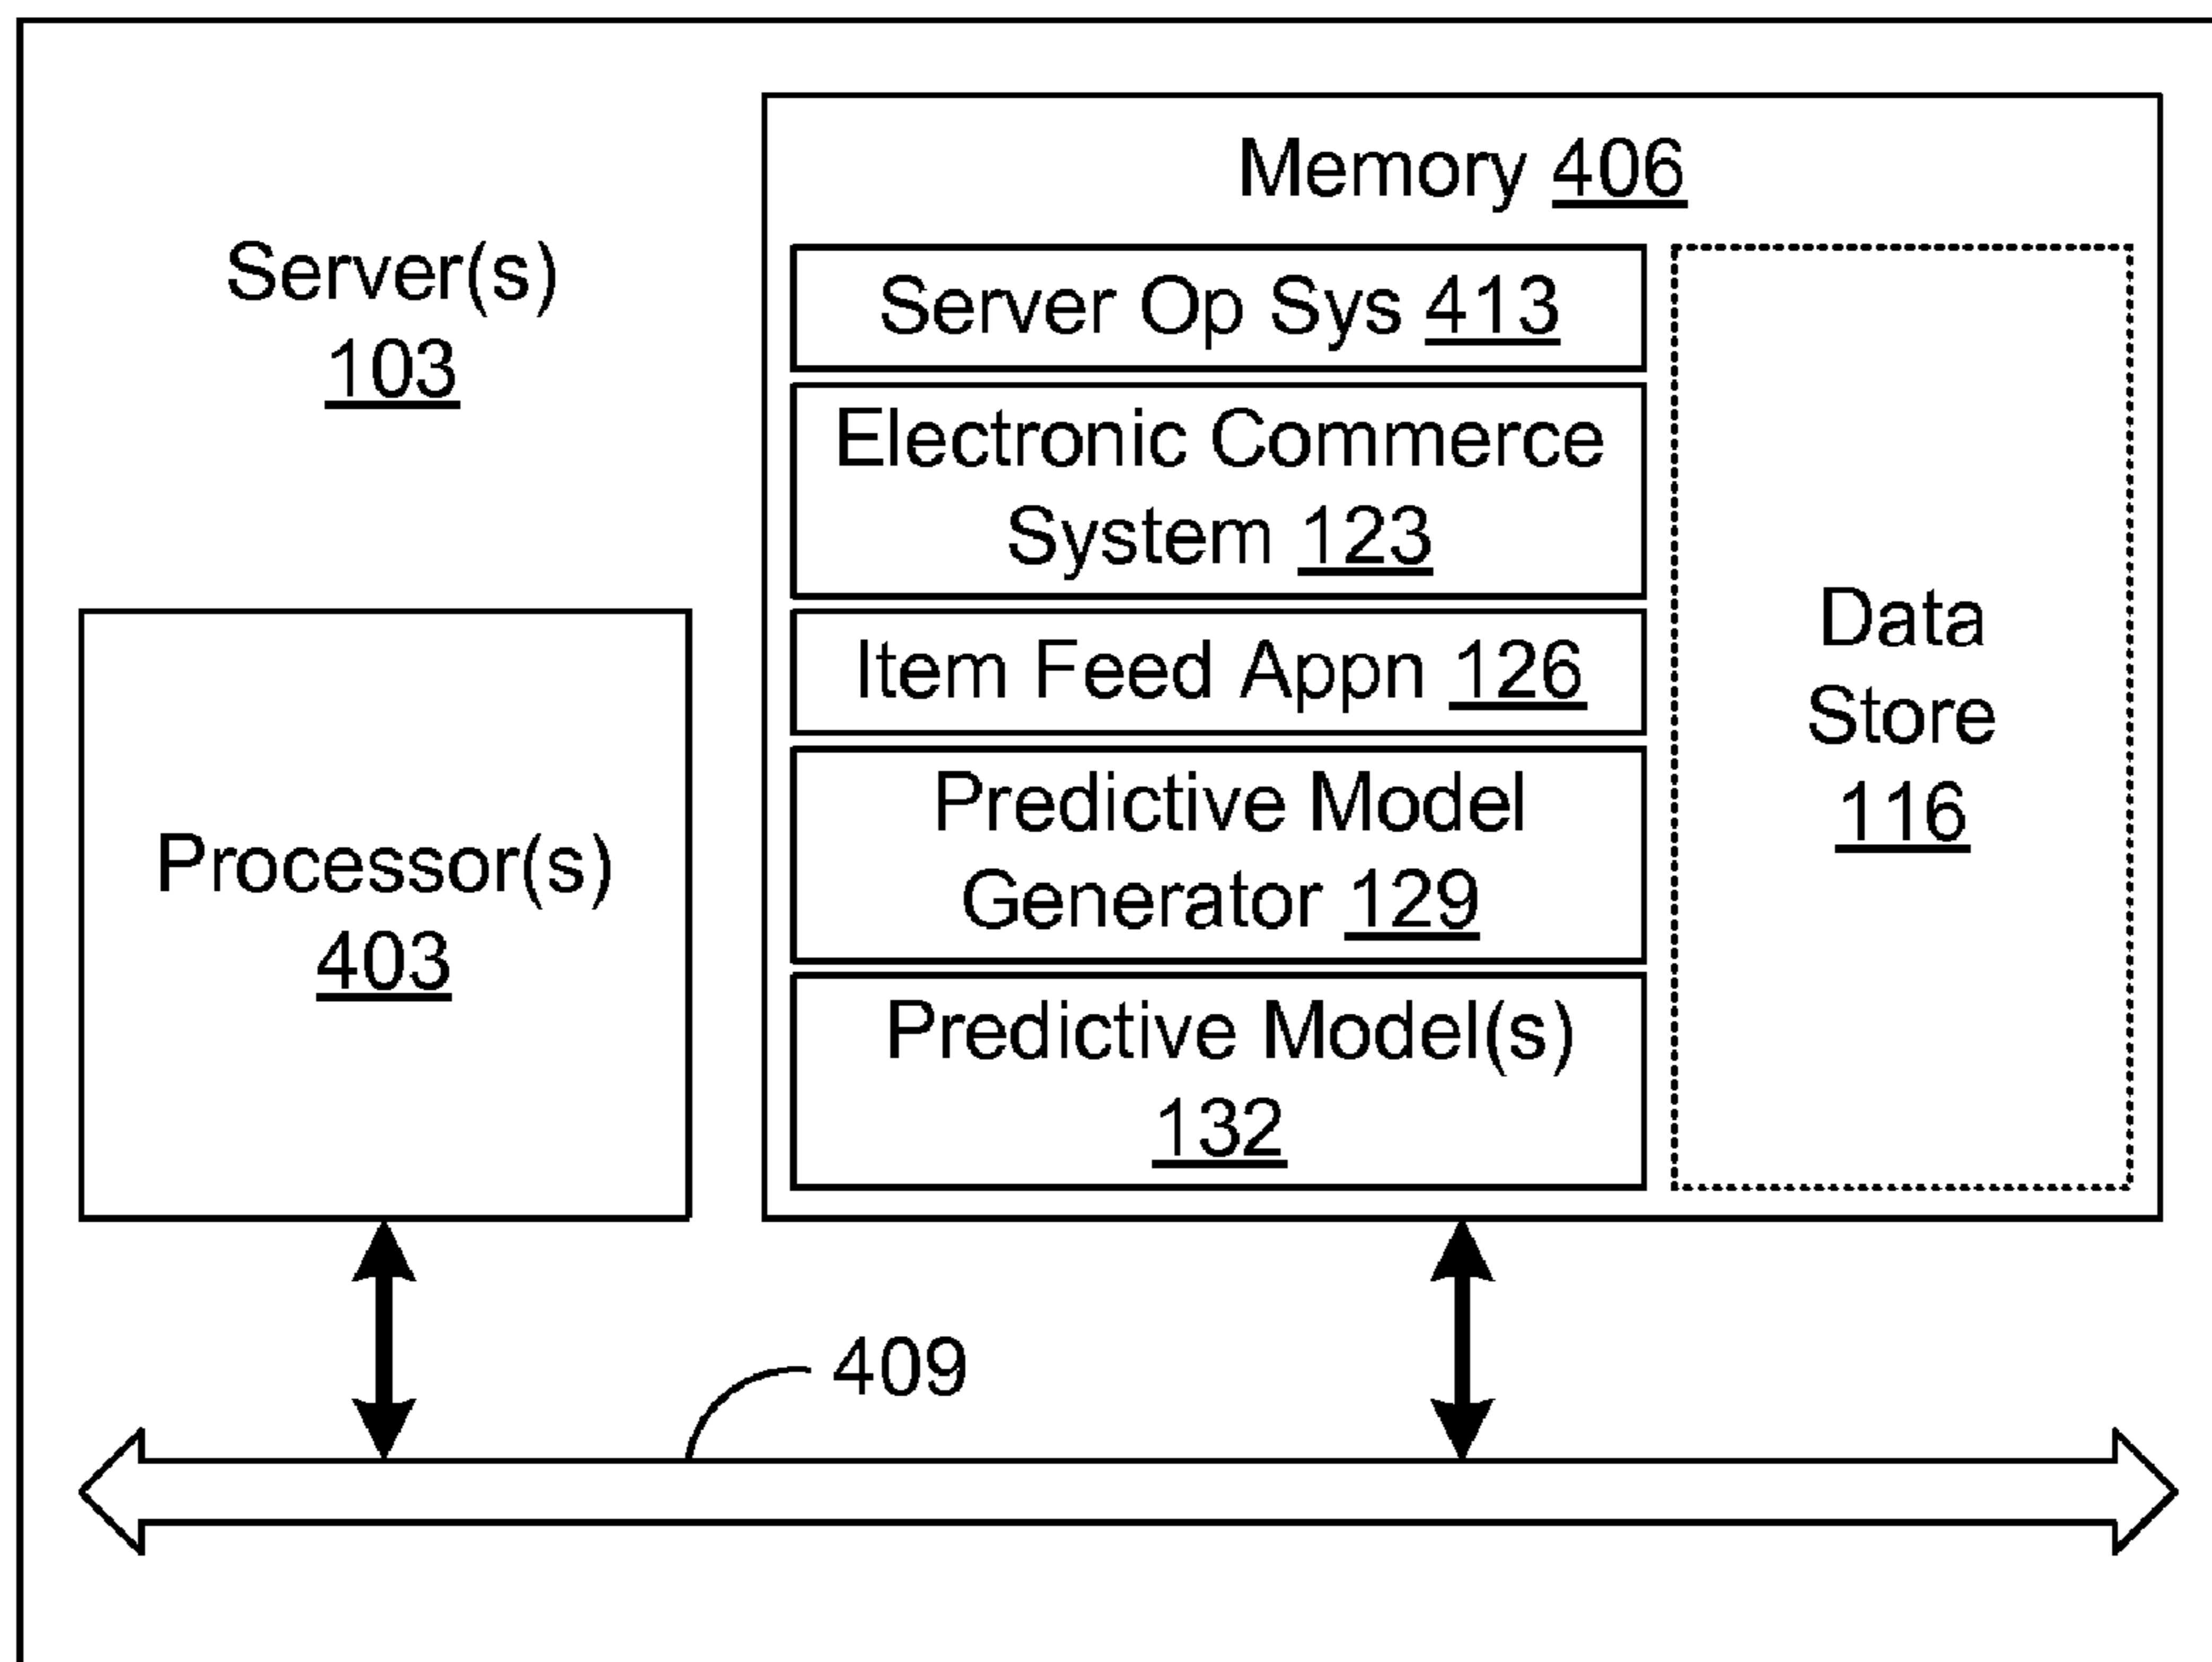 Server(s)
103
Memory 406
Server Op Sys 413
Electronic Commerce
System 123
Item Feed Appn 126
Predictive Model
Generator 129
Predictive Model(s)
132
Data
Store
116
Processor(s)
403
409